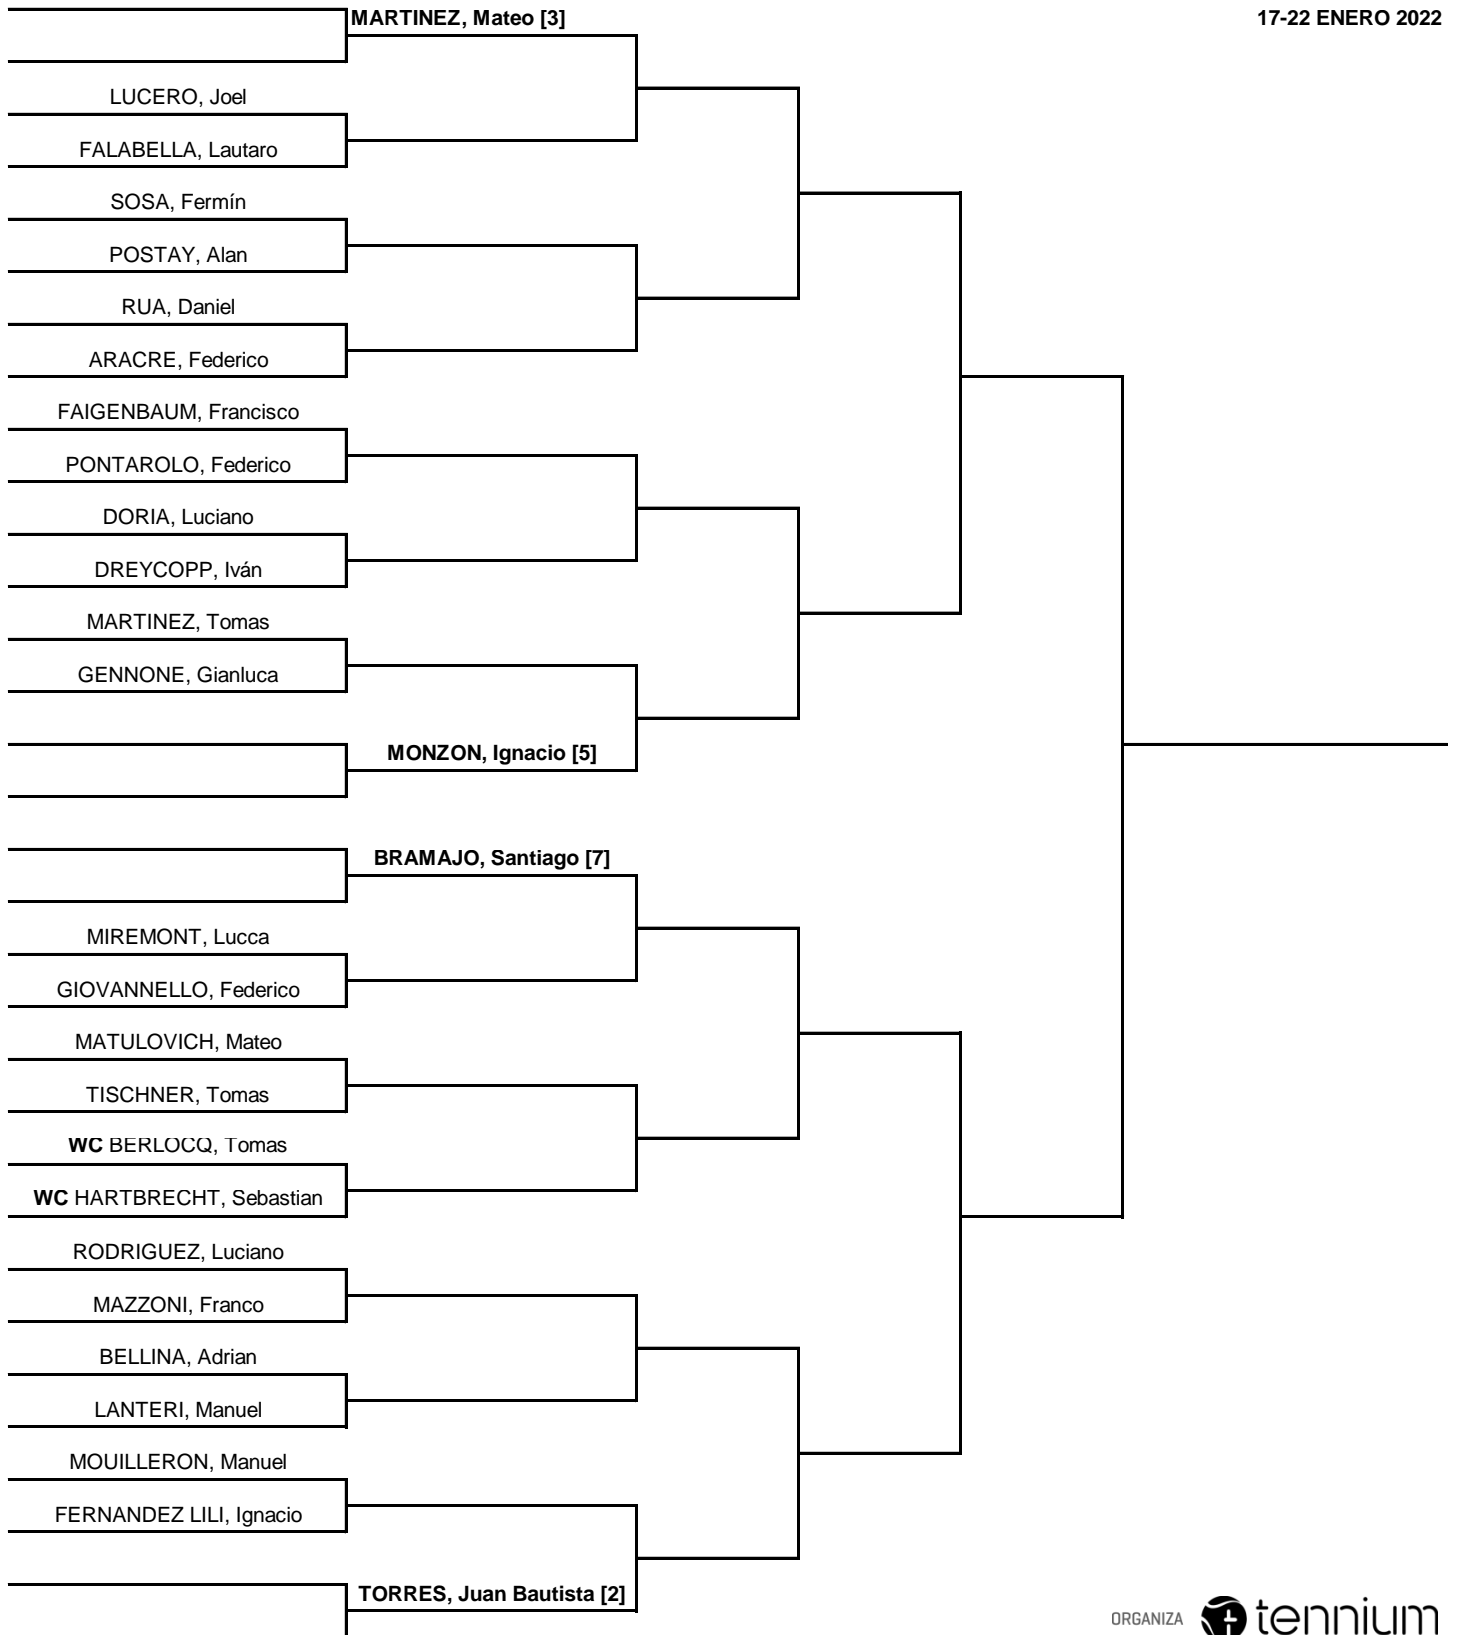 MARTINEZ, Mateo [3]
17-22 ENERO 2022
LUCERO, Joel
FALABELLA, Lautaro
SOSA, Fermín
POSTAY, Alan
RUA, Daniel
ARACRE, Federico
FAIGENBAUM, Francisco
PONTAROLO, Federico
DORIA, Luciano
DREYCOPP, Iván
MARTINEZ, Tomas
GENNONE, Gianluca
MONZON, Ignacio [5]
BRAMAJO, Santiago [7]
MIREMONT, Lucca
GIOVANNELLO, Federico
MATULOVICH, Mateo
TISCHNER, Tomas
WC BERLOCQ, Tomas
WC HARTBRECHT, Sebastian
RODRIGUEZ, Luciano
MAZZONI, Franco
BELLINA, Adrian
LANTERI, Manuel
MOUILLERON, Manuel
FERNANDEZ LILI, Ignacio
TORRES, Juan Bautista [2]
ORGANIZA tennium